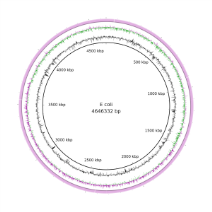 4500 kbp
500 kbp
4000 kbp
1000 kbp
E coli
4646332 bp
3500 kbp
1500 kbp
3000 kbp
2500 kbp
2000 kbp